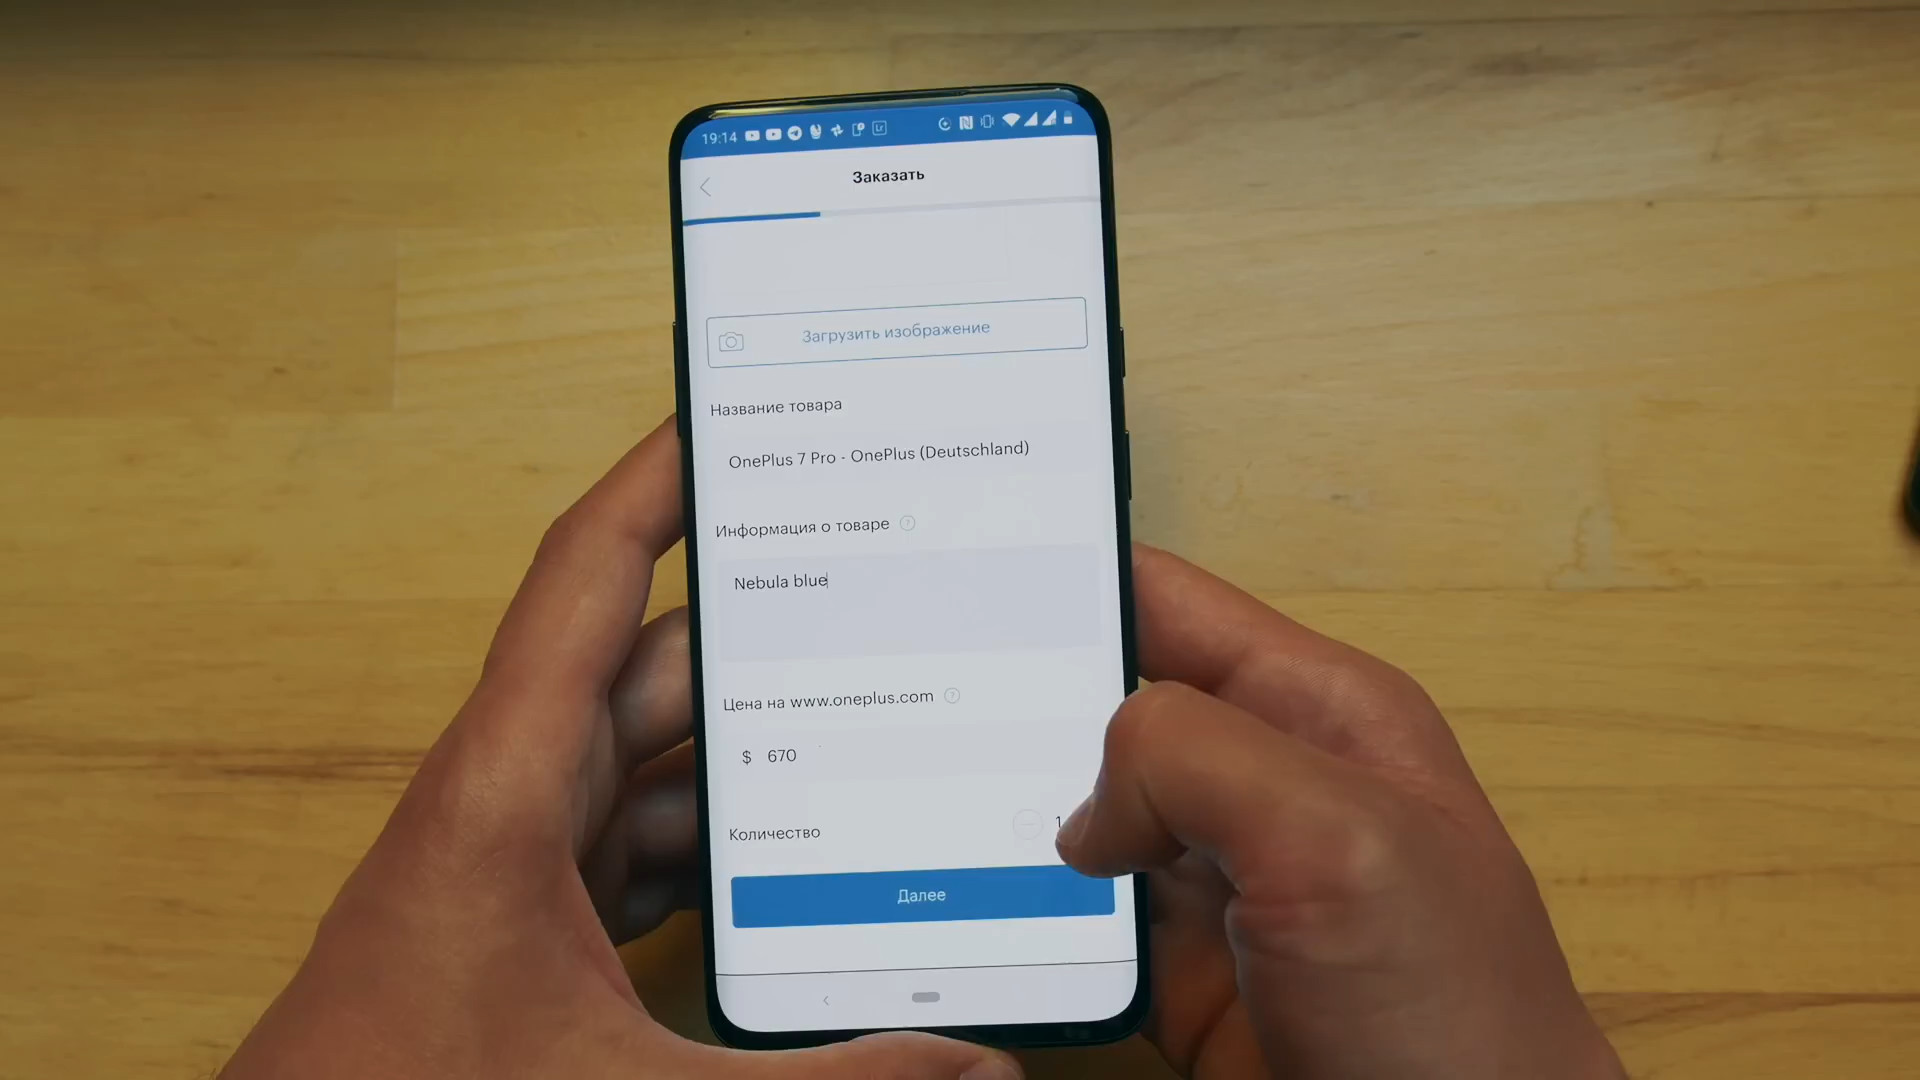 19:14
Заказать
Загрузить изображение
Название товара
OnePlus 7 Pro - OnePlus (Deutschland)
Информация о товаре ?
Nebula blue
Цена на www.oneplus.com ?
$ 670
Количество 1
Далее